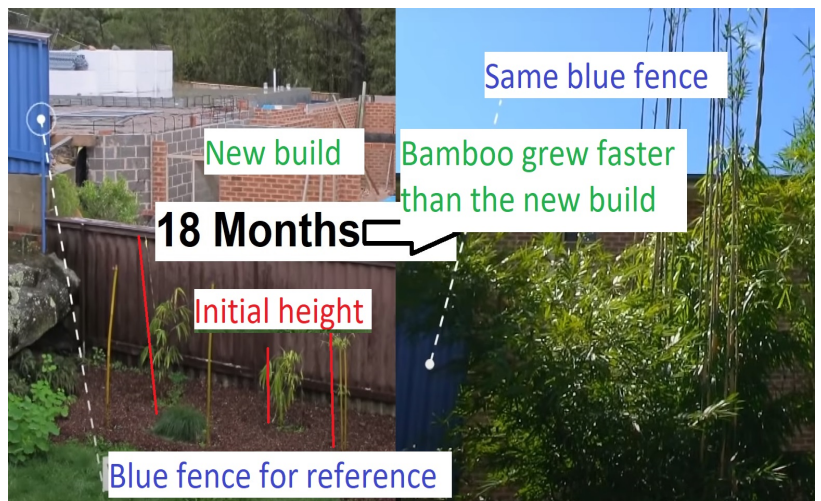 Same blue fence
New build
Bamboo grew faster
than the new build
18 Months
Initial height
Blue fence for reference